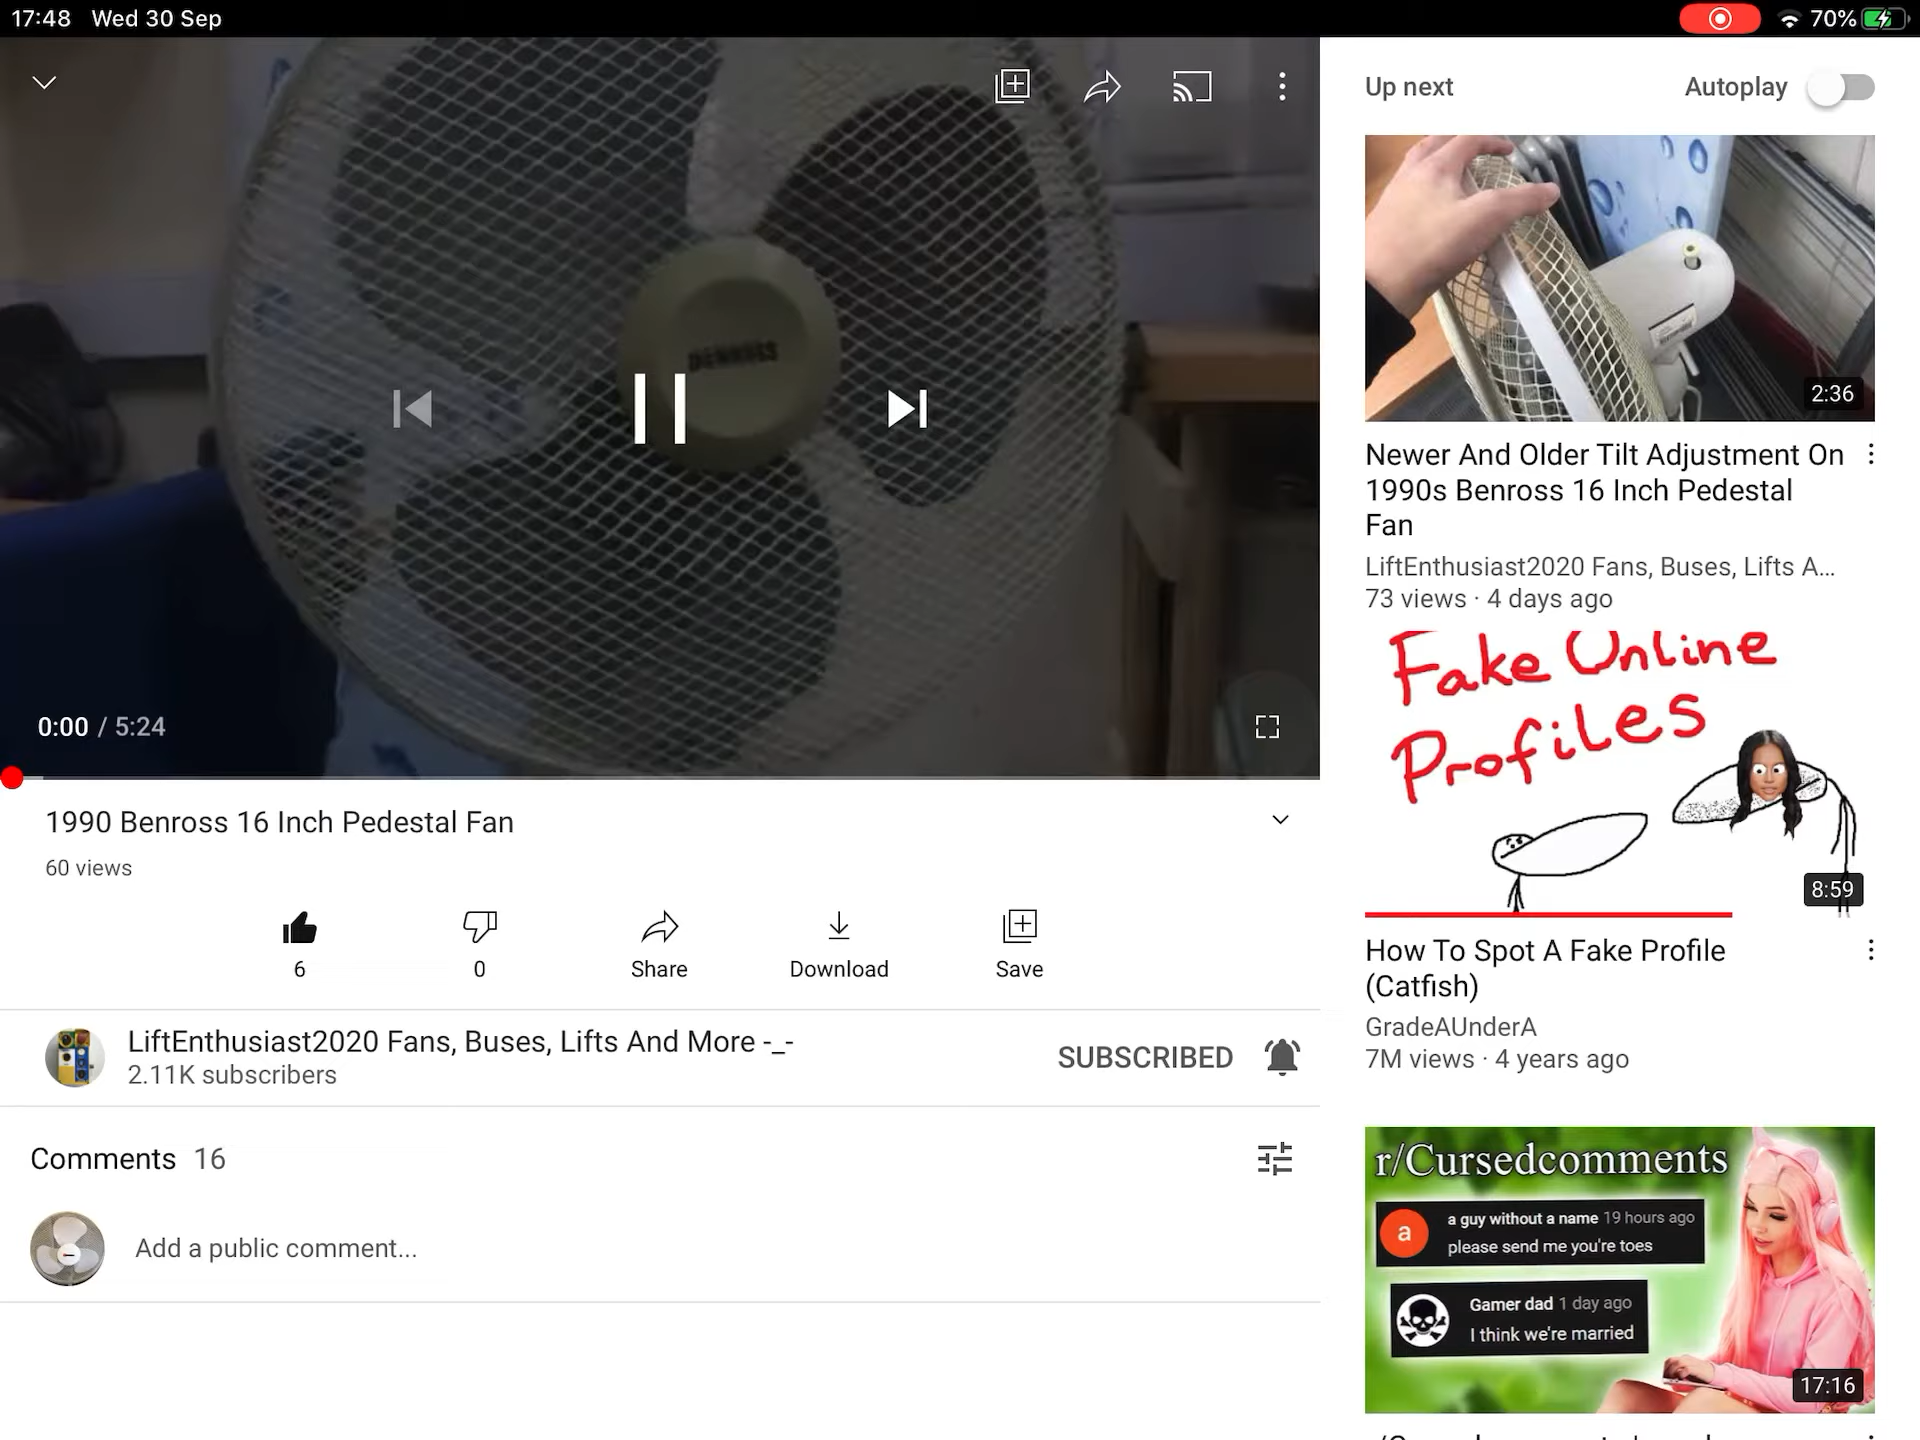 17:48 Wed 30 Sep
70%
BENROSS
0:00 / 5:24
1990 Benross 16 Inch Pedestal Fan
60 views
6
0
Share
Download
Save
LiftEnthusiast2020 Fans, Buses, Lifts And More -_-
2.11K subscribers
SUBSCRIBED
Comments 16
Add a public comment...
Up next
Autoplay
2:36
Newer And Older Tilt Adjustment On
1990s Benross 16 Inch Pedestal
Fan
LiftEnthusiast2020 Fans, Buses, Lifts A...
73 views · 4 days ago
Fake Online
Profiles
8:59
How To Spot A Fake Profile
(Catfish)
GradeAUnderA
7M views · 4 years ago
r/Cursedcomments
a
a guy without a name 19 hours ago
please send me you're toes
Gamer dad 1 day ago
I think we're married
17:16